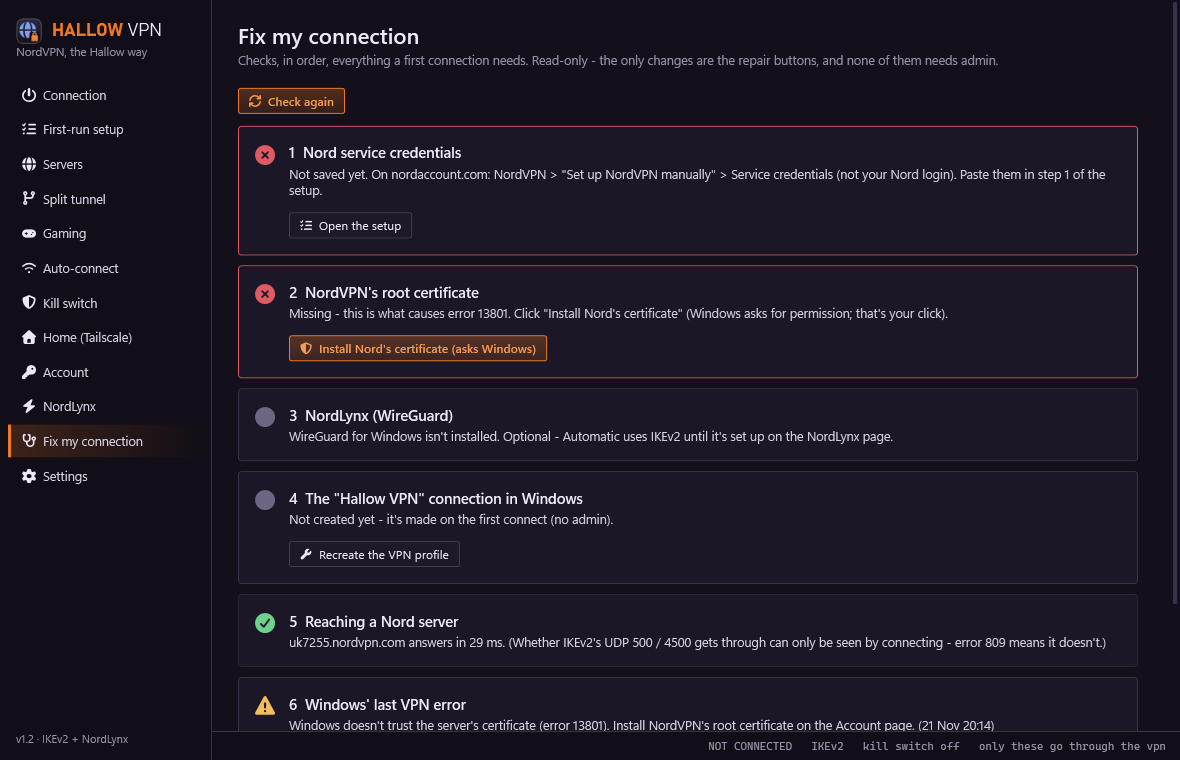 HALLOW VPN
NordVPN, the Hallow way
Connection
First-run setup
Servers
Split tunnel
Gaming
Auto-connect
Kill switch
Home (Tailscale)
Account
NordLynx
Fix my connection
Settings
v1.2 · IKEv2 + NordLynx
Fix my connection
Checks, in order, everything a first connection needs. Read-only - the only changes are the repair buttons, and none of them needs admin.
Check again
1 Nord service credentials
Not saved yet. On nordaccount.com: NordVPN > "Set up NordVPN manually" > Service credentials (not your Nord login). Paste them in step 1 of the
setup.
Open the setup
2 NordVPN's root certificate
Missing - this is what causes error 13801. Click "Install Nord's certificate" (Windows asks for permission; that's your click).
Install Nord's certificate (asks Windows)
3 NordLynx (WireGuard)
WireGuard for Windows isn't installed. Optional - Automatic uses IKEv2 until it's set up on the NordLynx page.
4 The "Hallow VPN" connection in Windows
Not created yet - it's made on the first connect (no admin).
Recreate the VPN profile
5 Reaching a Nord server
uk7255.nordvpn.com answers in 29 ms. (Whether IKEv2's UDP 500 / 4500 gets through can only be seen by connecting - error 809 means it doesn't.)
6 Windows' last VPN error
Windows doesn't trust the server's certificate (error 13801). Install NordVPN's root certificate on the Account page. (21 Nov 20:14)
NOT CONNECTED IKEv2 kill switch off only these go through the vpn